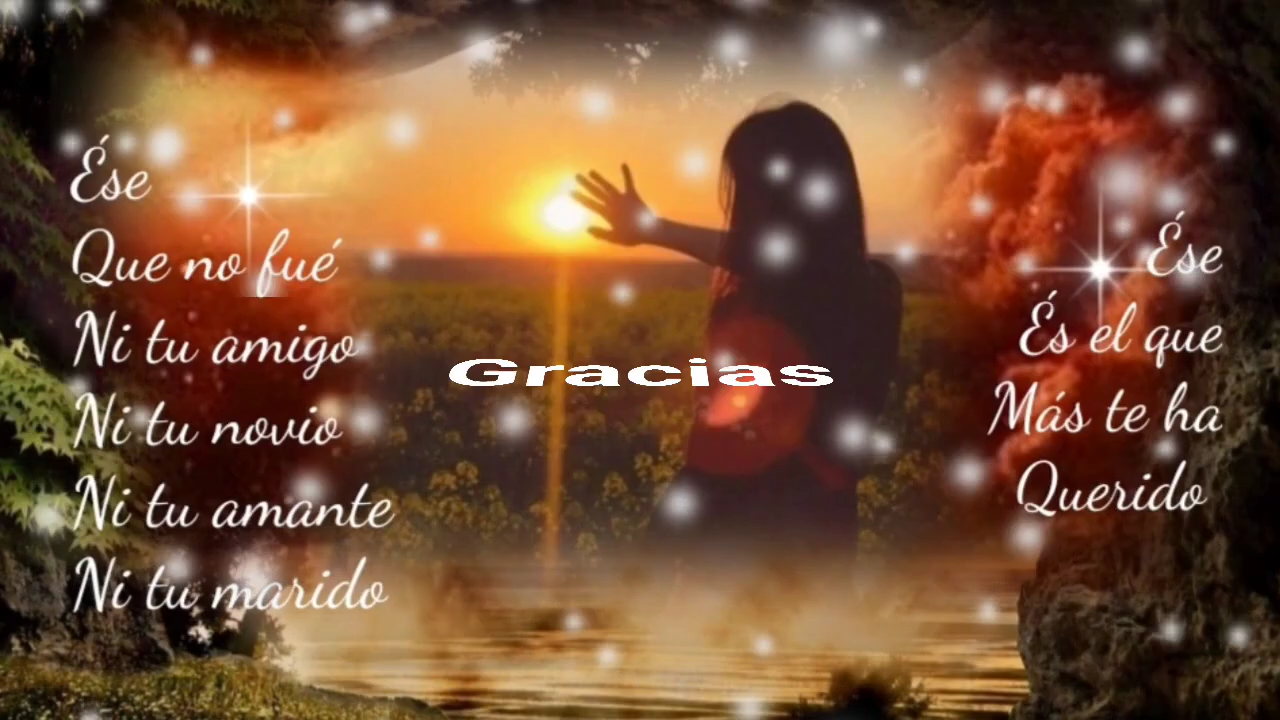 Ése
Que no fué
Ni tu amigo
Ni tu novio
Ni tu amante
Ni tu marido
Gracias
Ése
És el que
Más te ha
Querido